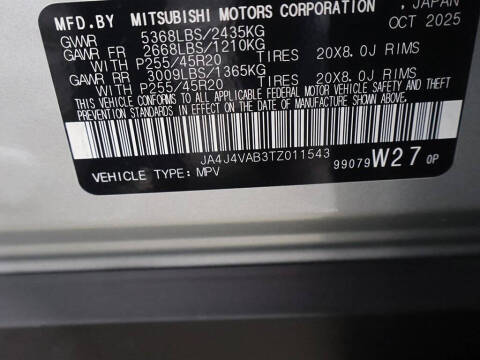 MFD.BY MITSUBISHI MOTORS CORPORATION , JAPAN
GVWR 5368LBS/2435KG OCT 2025
GAWR FR 2668LBS/1210KG
WITH P255/45R20 TIRES 20X8.0J RIMS
GAWR RR 3009LBS/1365KG
WITH P255/45R20 TIRES 20X8.0J RIMS
THIS VEHICLE CONFORMS TO ALL APPLICABLE
FEDERAL MOTOR VEHICLE SAFETY AND THEFT
PREVENTION STANDARDS IN EFFECT ON THE
DATE OF MANUFACTURE SHOWN ABOVE.
JA4J4VAB3TZ011543
99079 W27 OP
VEHICLE TYPE: MPV